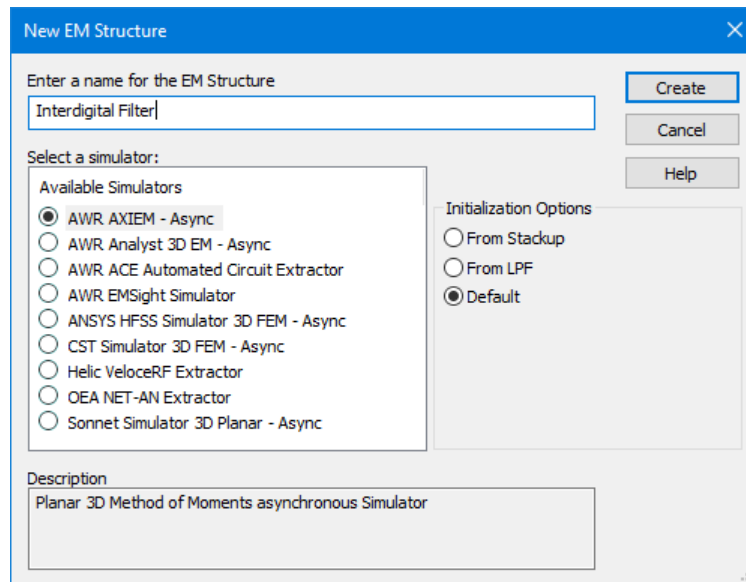 New EM Structure
Enter a name for the EM Structure
Interdigital Filter
Create
Cancel
Help
Select a simulator:
Available Simulators
AWR AXIEM - Async
AWR Analyst 3D EM - Async
AWR ACE Automated Circuit Extractor
AWR EMSight Simulator
ANSYS HFSS Simulator 3D FEM - Async
CST Simulator 3D FEM - Async
Helic VeloceRF Extractor
OEA NET-AN Extractor
Sonnet Simulator 3D Planar - Async
Initialization Options
From Stackup
From LPF
Default
Description
Planar 3D Method of Moments asynchronous Simulator